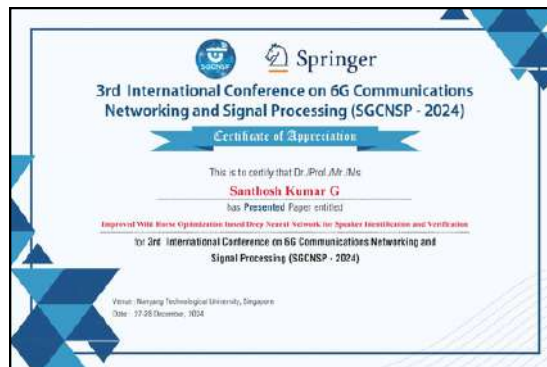 SGCNSP
Springer
3rd International Conference on 6G Communications
Networking and Signal Processing (SGCNSP - 2024)
Certificate of Appreciation
This is to certify that Dr./Prof./Mr./Ms
Santhosh Kumar G
has Presented Paper entitled
Improved Wild Horse Optimization based Deep Neural Network for Speaker Identification and Verification
for 3rd International Conference on 6G Communications Networking and
Signal Processing (SGCNSP - 2024)
Venue : Nanyang Technological University, Singapore
Date : 27-28 December, 2024